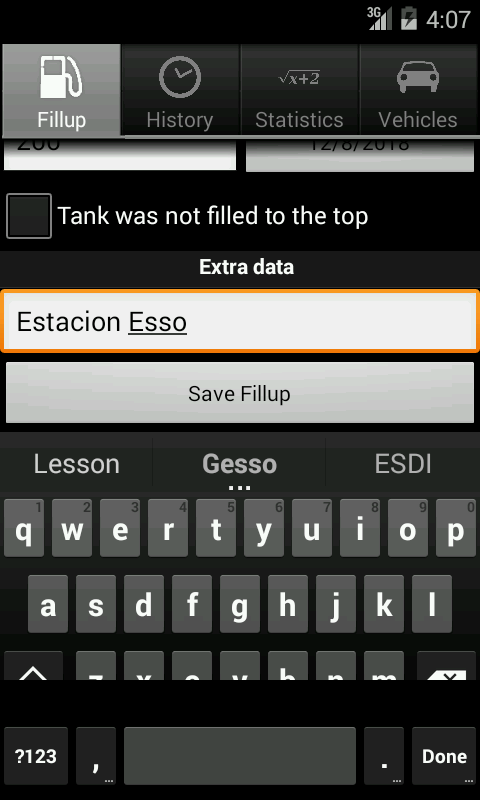 3G 4:07
Fillup History √x+2 Statistics Vehicles
200 12/8/2018
Tank was not filled to the top
Extra data
Estacion Esso
Save Fillup
Lesson Gesso ESDI
...
1 2 3 4 5 6 7 8 9 0
q w e r t y u i o p
a s d f g h j k l
z x c v b n m
?123 , ... . ... Done ...